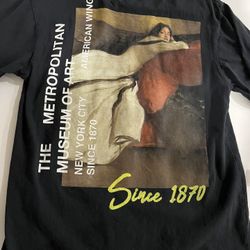 THE METROPOLITAN
MUSEUM OF ART
AMERICAN WING
NEW YORK CITY
SINCE 1870
Since 1870